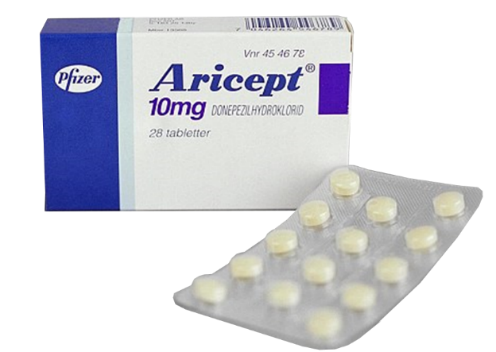 Vnr 45 46 78
Pfizer
Aricept®
10mg DONEPEZILHYDROKLORID
28 tabletter